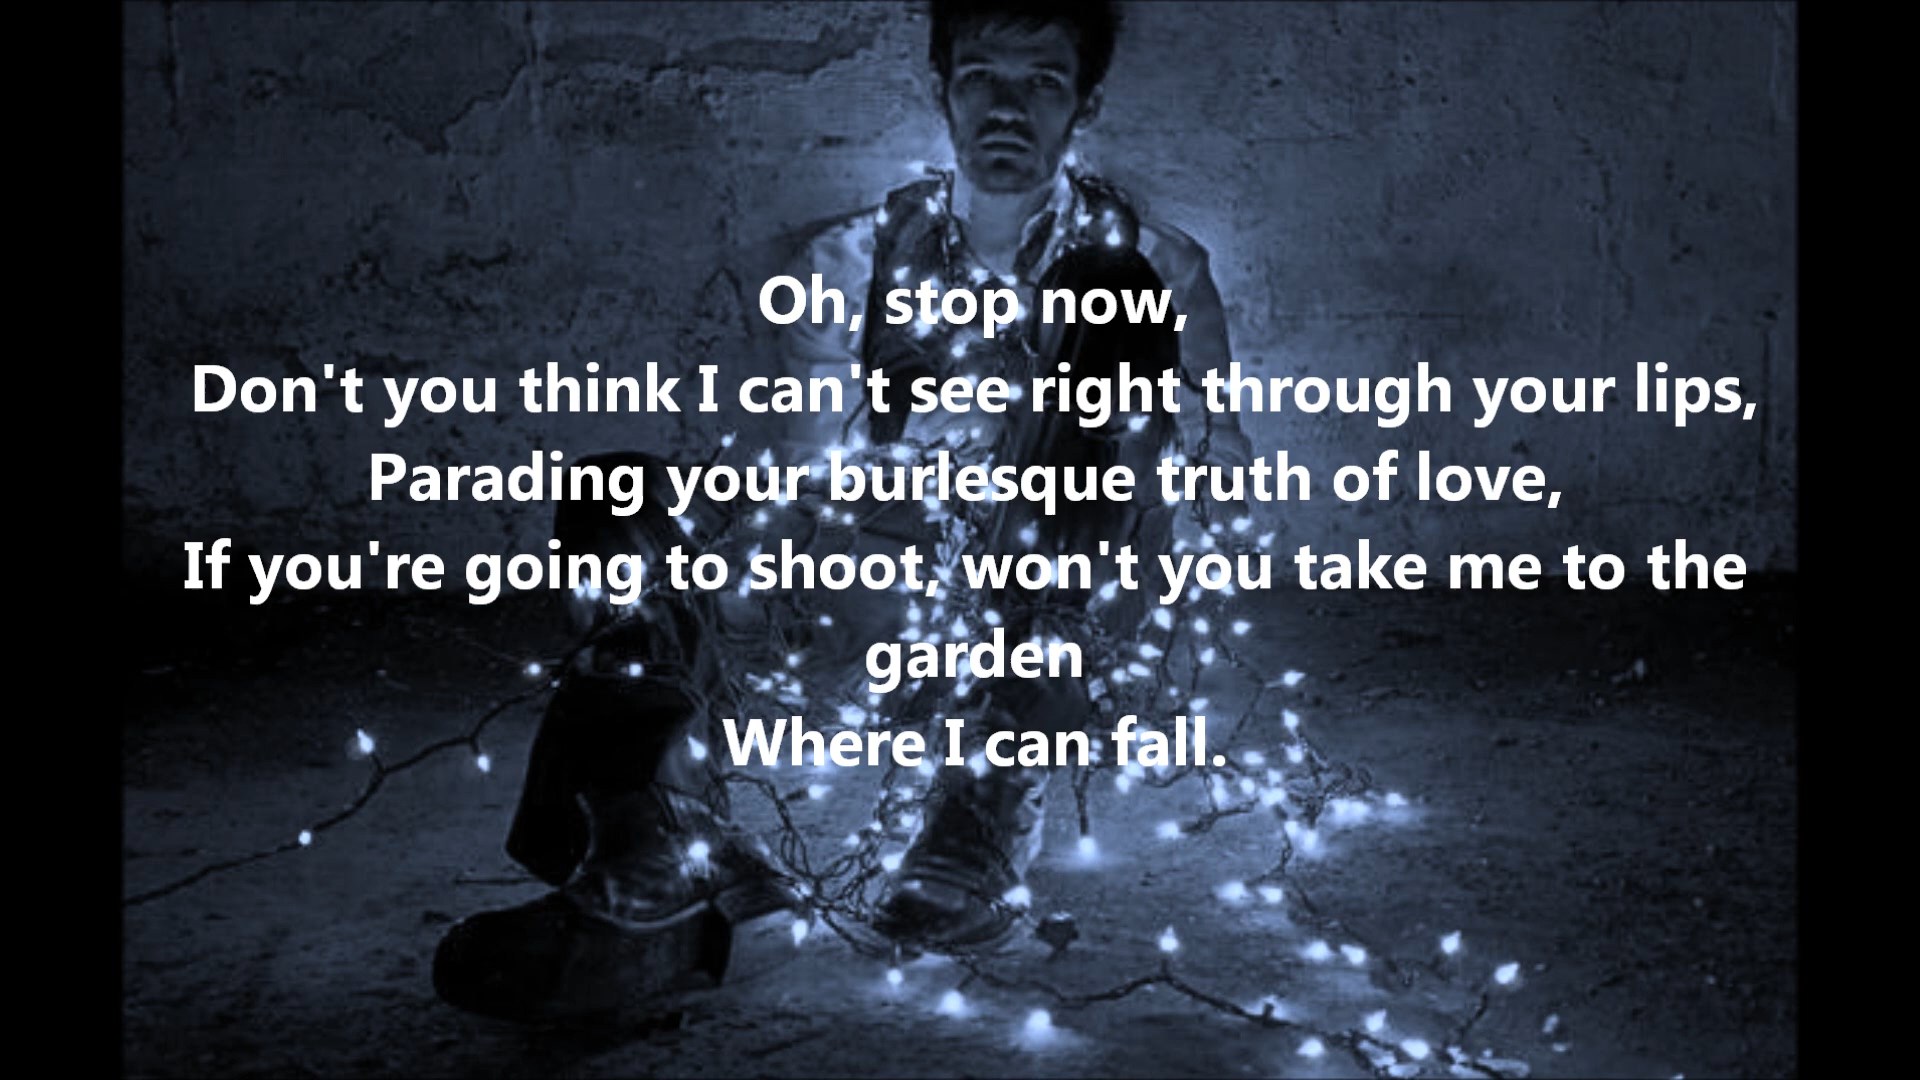 Oh, stop now,
Don't you think I can't see right through your lips,
Parading your burlesque truth of love,
If you're going to shoot, won't you take me to the
garden
Where I can fall.